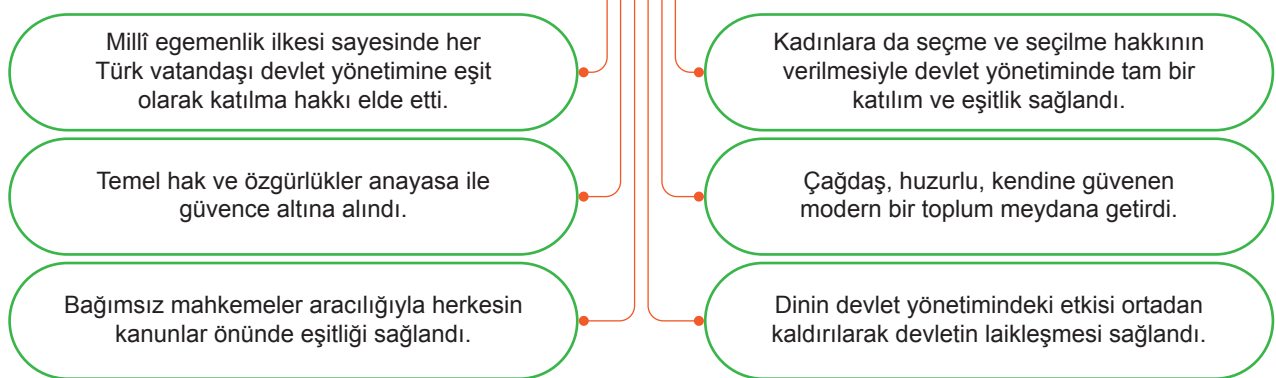 Millî egemenlik ilkesi sayesinde her
Türk vatandaşı devlet yönetimine eşit
olarak katılma hakkı elde etti.
Kadınlara da seçme ve seçilme hakkının
verilmesiyle devlet yönetiminde tam bir
katılım ve eşitlik sağlandı.
Temel hak ve özgürlükler anayasa ile
güvence altına alındı.
Çağdaş, huzurlu, kendine güvenen
modern bir toplum meydana getirdi.
Bağımsız mahkemeler aracılığıyla herkesin
kanunlar önünde eşitliği sağlandı.
Dinin devlet yönetimindeki etkisi ortadan
kaldırılarak devletin laikleşmesi sağlandı.